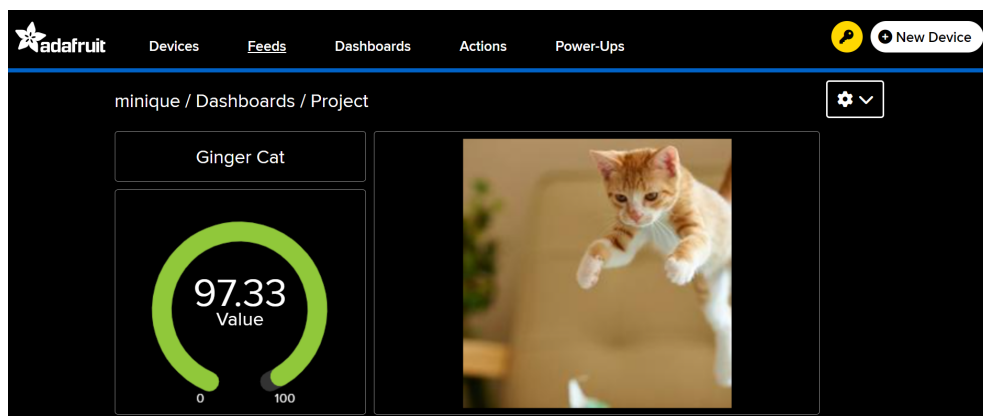 adafruit Devices Feeds Dashboards Actions Power-Ups New Device
minique / Dashboards / Project
Ginger Cat
97.33
Value
0 100